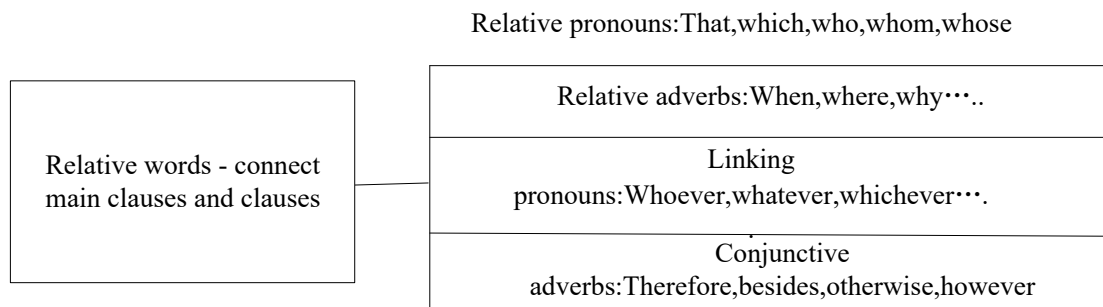 Relative pronouns:That,which,who,whom,whose
Relative adverbs:When,where,why⋯..
Relative words - connect
main clauses and clauses
Linking
pronouns:Whoever,whatever,whichever⋯.
Conjunctive
adverbs:Therefore,besides,otherwise,however